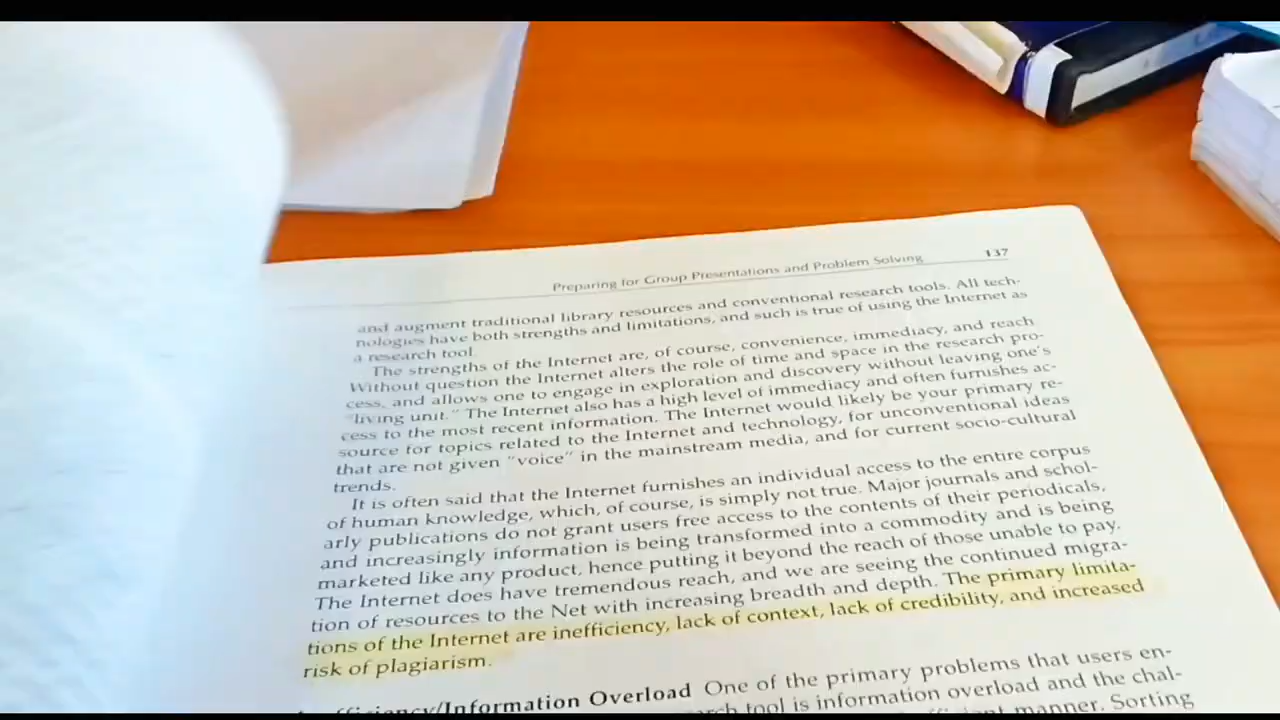 Preparing for Group Presentations and Problem Solving 137
and augment traditional library resources and conventional research tools. All tech-
nologies have both strengths and limitations, and such is true of using the Internet as
a research tool.
The strengths of the Internet are, of course, convenience, immediacy, and reach
Without question the Internet alters the role of time and space in the research pro-
cess, and allows one to engage in exploration and discovery without leaving one's
"living unit." The Internet also has a high level of immediacy and often furnishes ac-
cess to the most recent information. The Internet would likely be your primary re-
source for topics related to the Internet and technology, for unconventional ideas
that are not given "voice" in the mainstream media, and for current socio-cultural
trends.
It is often said that the Internet furnishes an individual access to the entire corpus
of human knowledge, which, of course, is simply not true. Major journals and schol-
arly publications do not grant users free access to the contents of their periodicals,
and increasingly information is being transformed into a commodity and is being
marketed like any product, hence putting it beyond the reach of those unable to pay.
The Internet does have tremendous reach, and we are seeing the continued migra-
tion of resources to the Net with increasing breadth and depth. The primary limita-
tions of the Internet are inefficiency, lack of context, lack of credibility, and increased
risk of plagiarism.
/Information Overload One of the primary problems that users en-
tool is information overload and the chal-
manner. Sorting